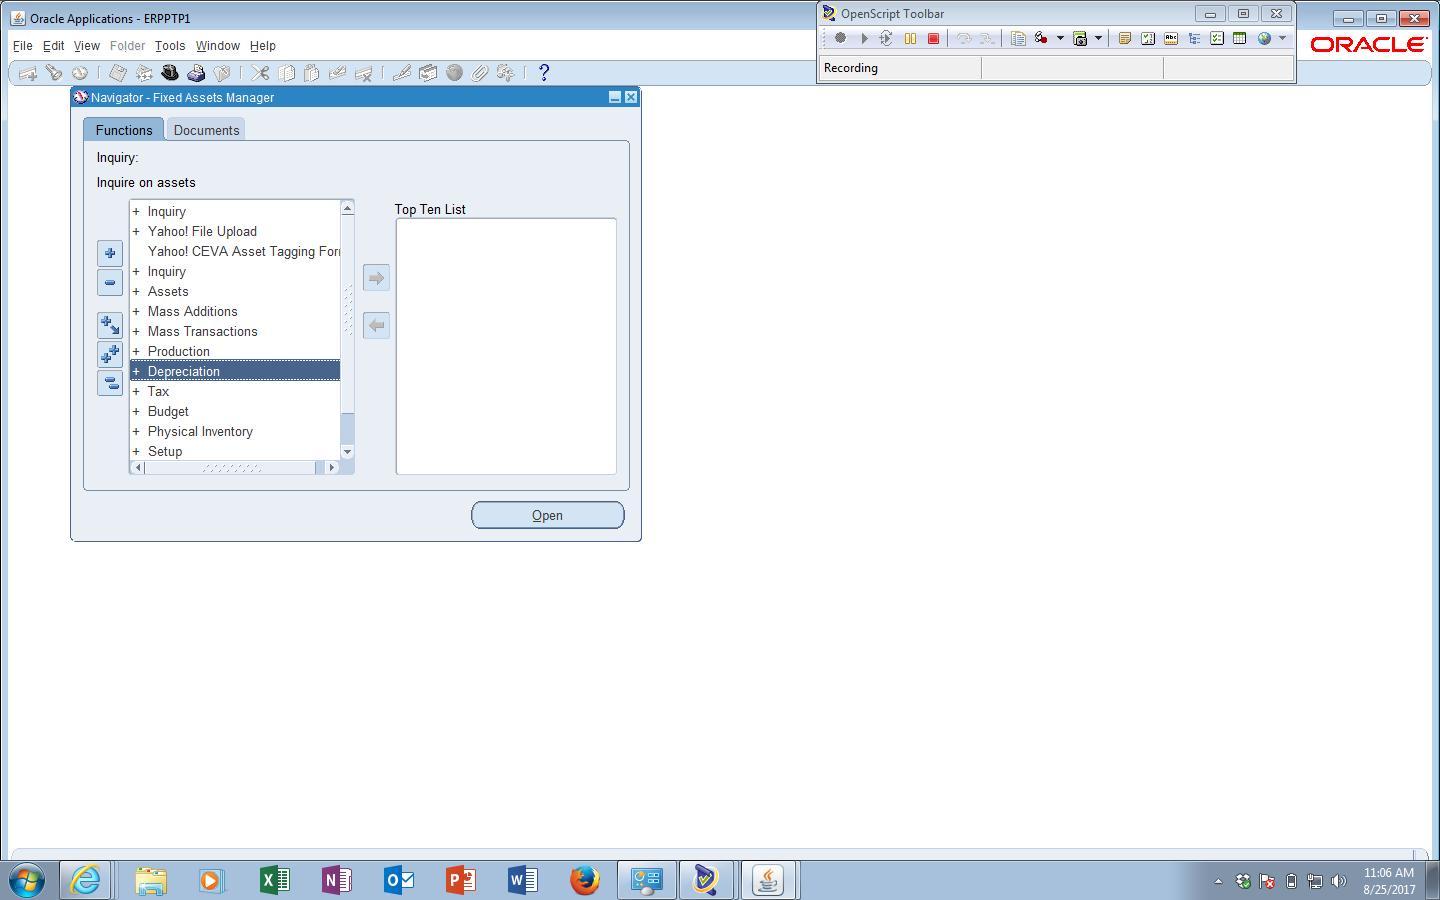 Oracle Applications - ERPPTP1
OpenScript Toolbar
File Edit View Folder Tools Window Help
ORACLE
Recording
Navigator - Fixed Assets Manager
Functions Documents
Inquiry:
Inquire on assets
Top Ten List
+ Inquiry
+ Yahoo! File Upload
Yahoo! CEVA Asset Tagging For
+ Inquiry
+ Assets
+ Mass Additions
+ Mass Transactions
+ Production
+ Depreciation
+ Tax
+ Budget
+ Physical Inventory
+ Setup
Open
11:06 AM
8/25/2017